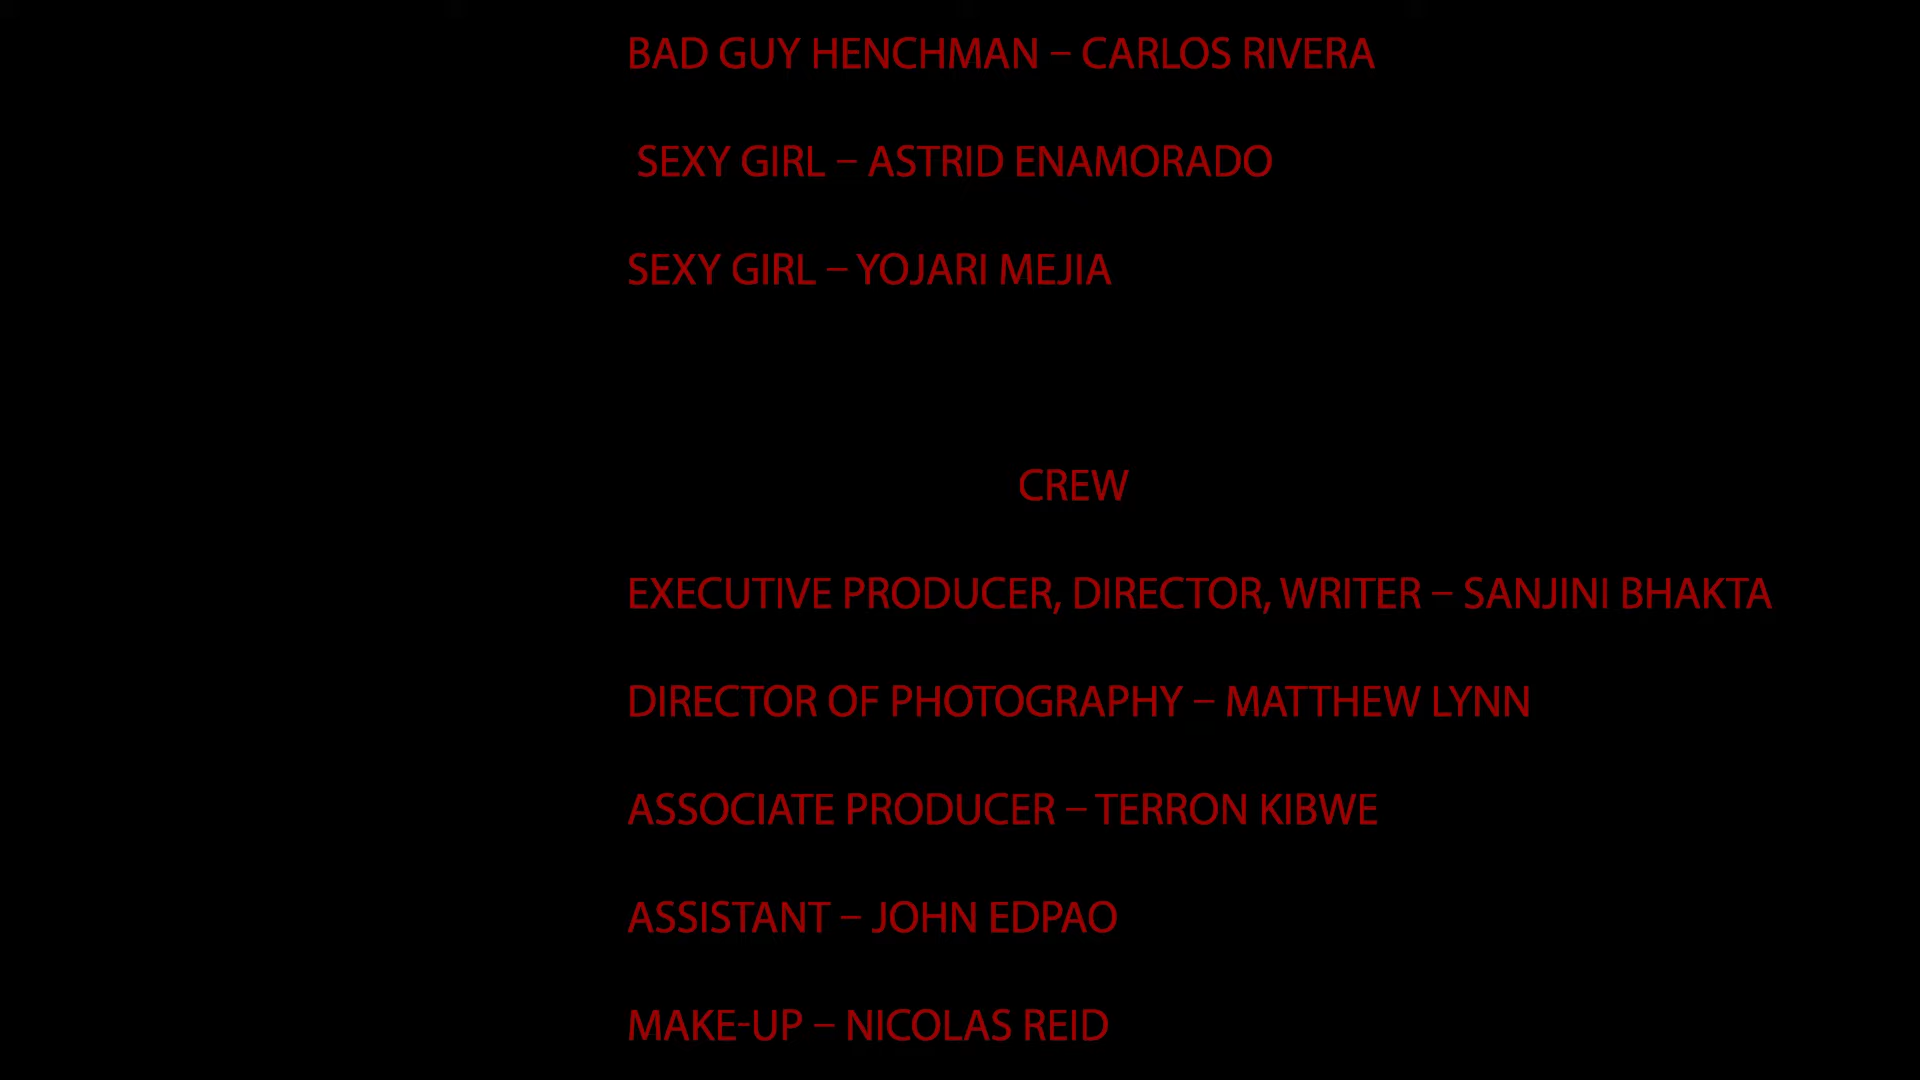 BAD GUY HENCHMAN – CARLOS RIVERA
SEXY GIRL – ASTRID ENAMORADO
SEXY GIRL – YOJARI MEJIA
CREW
EXECUTIVE PRODUCER, DIRECTOR, WRITER – SANJINI BHAKTA
DIRECTOR OF PHOTOGRAPHY – MATTHEW LYNN
ASSOCIATE PRODUCER – TERRON KIBWE
ASSISTANT – JOHN EDPAO
MAKE-UP – NICOLAS REID